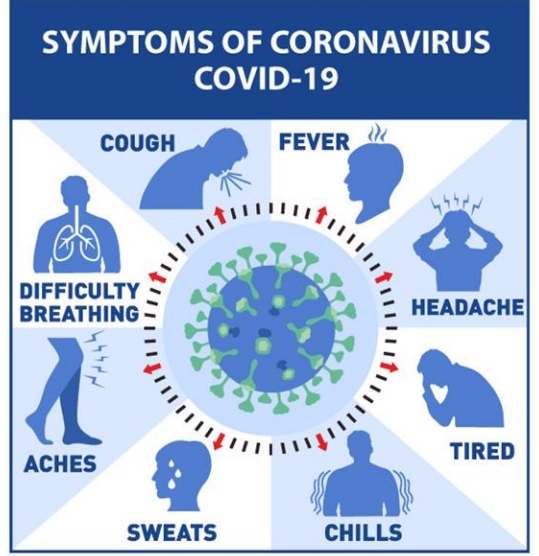 SYMPTOMS OF CORONAVIRUS
COVID-19
COUGH
FEVER
DIFFICULTY
BREATHING
HEADACHE
ACHES
TIRED
SWEATS
CHILLS